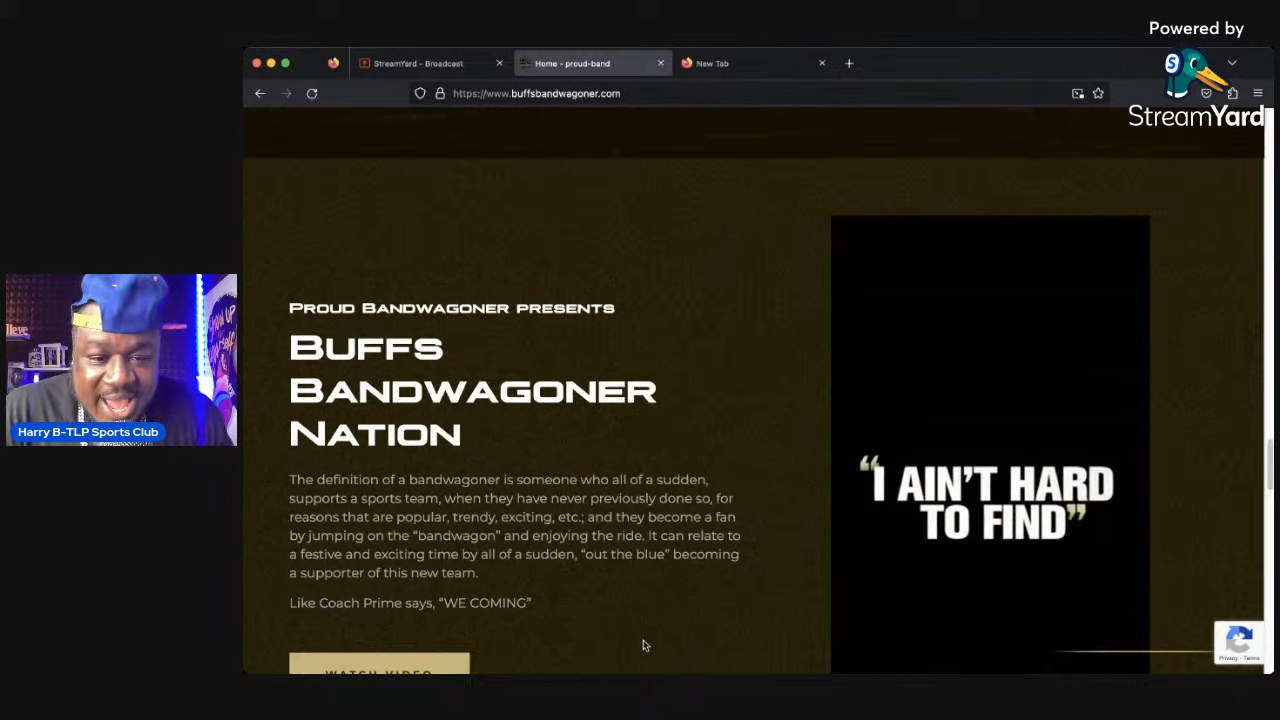 Powered by
StreamYard
StreamYard – Broadcast
Home - proud-band
New Tab
https://www.buffsbandwagoner.com
Proud Bandwagoner presents
Buffs
Bandwagoner
Nation
The definition of a bandwagoner is someone who all of a sudden,
supports a sports team, when they have never previously done so, for
reasons that are popular, trendy, exciting, etc.; and they become a fan
by jumping on the “bandwagon” and enjoying the ride. It can relate to
a festive and exciting time by all of a sudden, “out the blue” becoming
a supporter of this new team.
Like Coach Prime says, “WE COMING”
WATCH VIDEO
“I AIN'T HARD
TO FIND”
Harry B-TLP Sports Club
Privacy - Terms